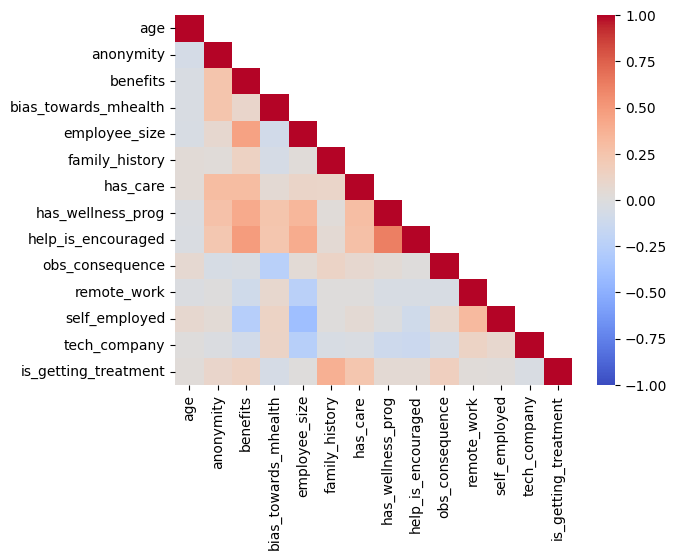 age
anonymity
benefits
bias_towards_mhealth
employee_size
family_history
has_care
has_wellness_prog
help_is_encouraged
obs_consequence
remote_work
self_employed
tech_company
is_getting_treatment
age
anonymity
benefits
bias_towards_mhealth
employee_size
family_history
has_care
has_wellness_prog
help_is_encouraged
obs_consequence
remote_work
self_employed
tech_company
is_getting_treatment
1.00
0.75
0.50
0.25
0.00
−0.25
−0.50
−0.75
−1.00